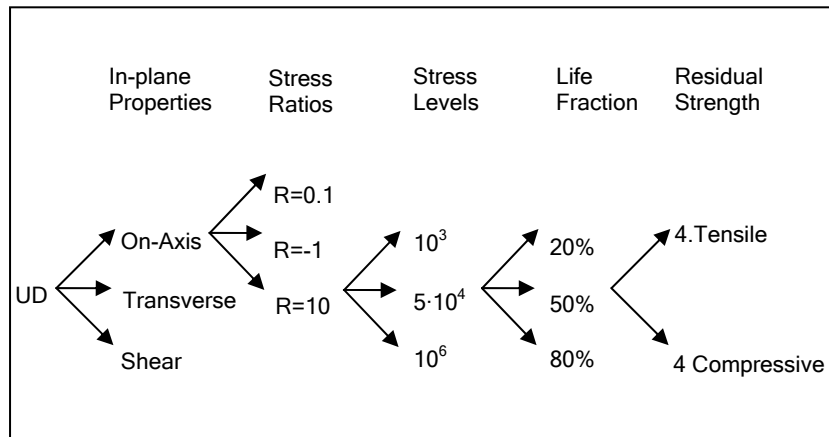 In-plane Properties
Stress Ratios
Stress Levels
Life Fraction
Residual Strength
UD
On-Axis
Transverse
Shear
R=0.1
R=-1
R=10
10³
5·10⁴
10⁶
20%
50%
80%
4.Tensile
4 Compressive